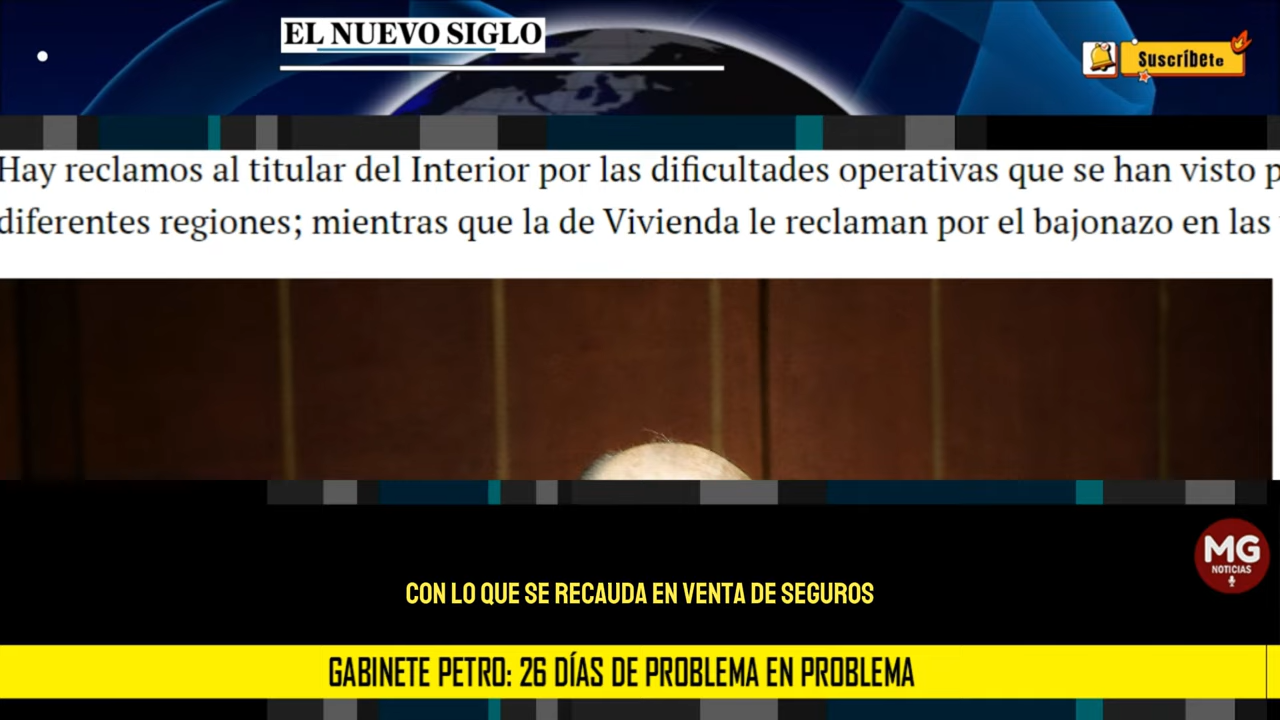 EL NUEVO SIGLO
Suscríbete
Hay reclamos al titular del Interior por las dificultades operativas que se han visto
diferentes regiones; mientras que la de Vivienda le reclaman por el bajonazo en las
MG
NOTICIAS
CON LO QUE SE RECAUDA EN VENTA DE SEGUROS
GABINETE PETRO: 26 DÍAS DE PROBLEMA EN PROBLEMA